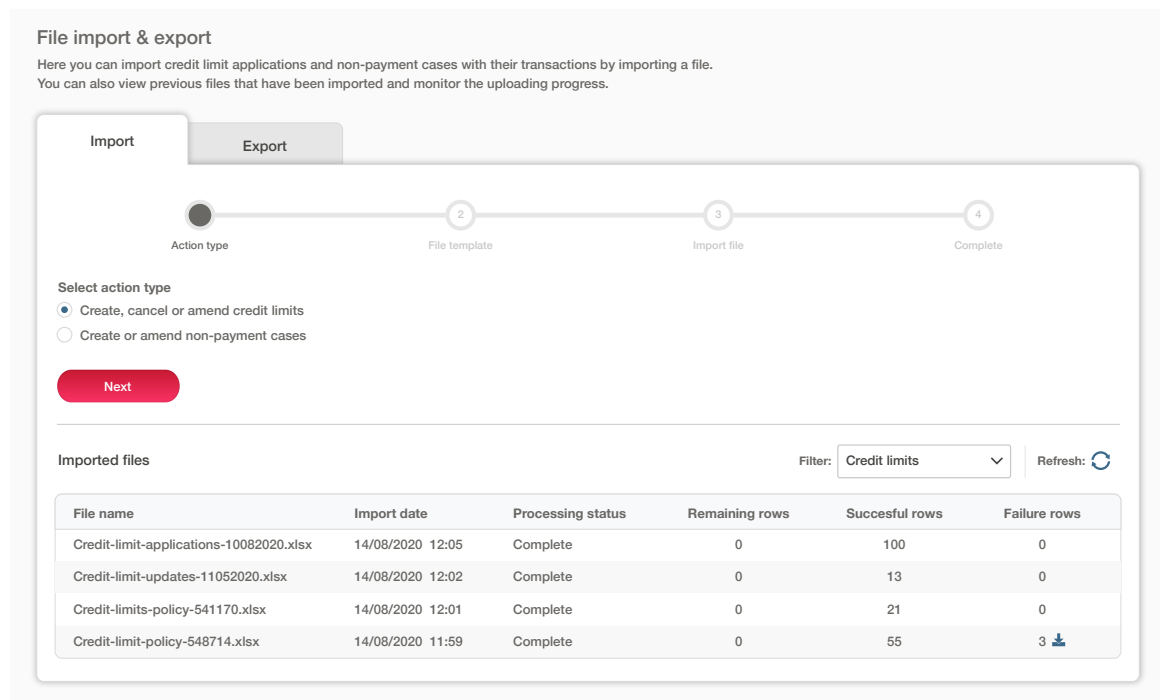 File import & export
Here you can import credit limit applications and non-payment cases with their transactions by importing a file.
You can also view previous files that have been imported and monitor the uploading progress.
Import
Export
2
3
4
Action type
File template
Import file
Complete
Select action type
Create, cancel or amend credit limits
Create or amend non-payment cases
Next
Imported files
Filter: Credit limits
Refresh:
File name Import date Processing status Remaining rows Succesful rows Failure rows
Credit-limit-applications-10082020.xlsx 14/08/2020 12:05 Complete 0 100 0
Credit-limit-updates-11052020.xlsx 14/08/2020 12:02 Complete 0 13 0
Credit-limits-policy-541170.xlsx 14/08/2020 12:01 Complete 0 21 0
Credit-limit-policy-548714.xlsx 14/08/2020 11:59 Complete 0 55 3